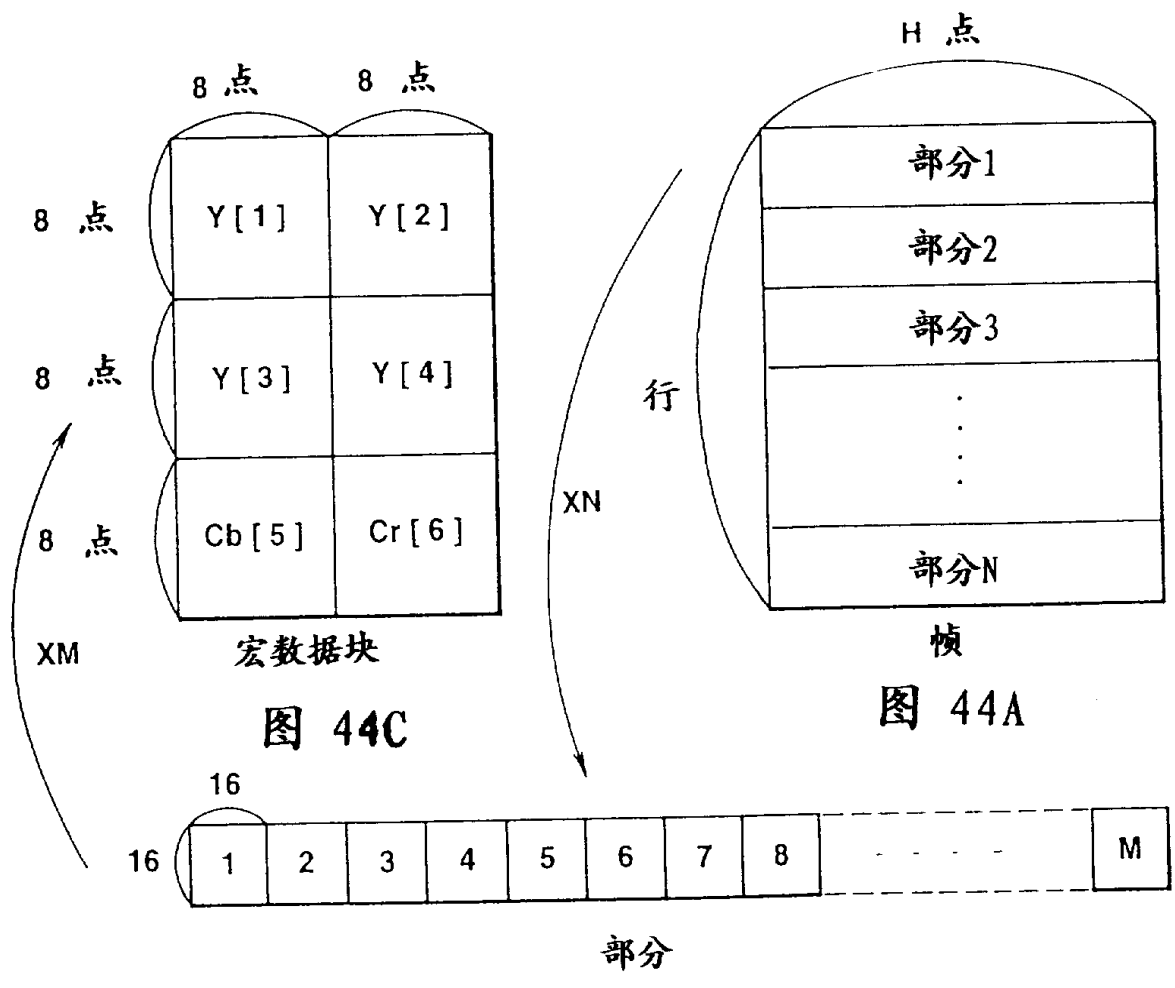 H 点
8 点 8 点
部分1
8 点 Y[1] Y[2]
部分2
部分3
8 点 Y[3] Y[4]
行
XN
8 点 Cb[5] Cr[6]
部分N
XM
宏数据块
帧
图 44C
图 44A
16
16 1 2 3 4 5 6 7 8 M
部分